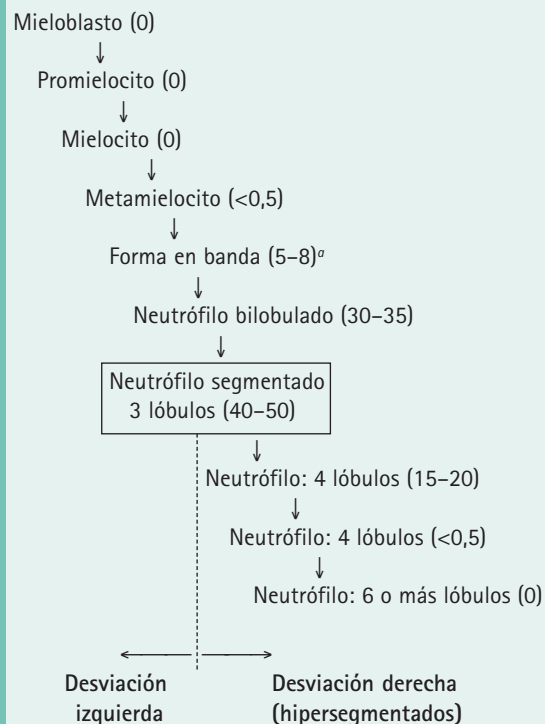 Mieloblasto (0)
Promielocito (0)
Mielocito (0)
Metamielocito (<0,5)
Forma en banda (5–8)ᵃ
Neutrófilo bilobulado (30–35)
Neutrófilo segmentado
3 lóbulos (40–50)
Neutrófilo: 4 lóbulos (15–20)
Neutrófilo: 4 lóbulos (<0,5)
Neutrófilo: 6 o más lóbulos (0)
Desviación
izquierda
Desviación derecha
(hipersegmentados)